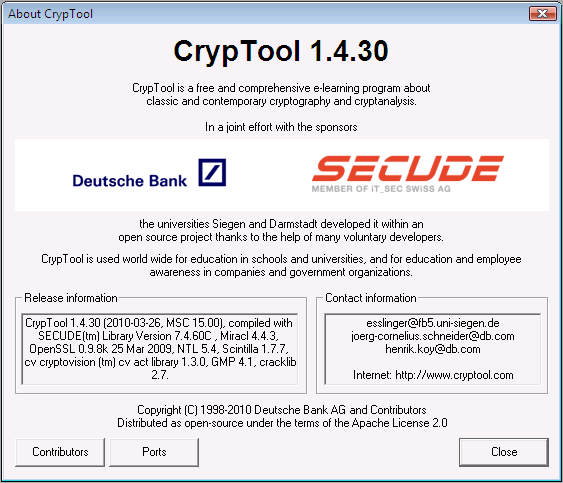 About CrypTool
CrypTool 1.4.30
CrypTool is a free and comprehensive e-learning program about
classic and contemporary cryptography and cryptanalysis.
In a joint effort with the sponsors
Deutsche Bank
SECUDE
MEMBER OF IT_SEC SWISS AG
the universities Siegen and Darmstadt developed it within an
open source project thanks to the help of many voluntary developers.
CrypTool is used world wide for education in schools and universities, and for education and employee
awareness in companies and government organizations.
Release information
CrypTool 1.4.30 (2010-03-26, MSC 15.00), compiled with
SECUDE(tm) Library Version 7.4.60C , Miracl 4.4.3,
OpenSSL 0.9.8k 25 Mar 2009, NTL 5.4, Scintilla 1.7.7,
cv cryptovision (tm) cv act library 1.3.0, GMP 4.1, cracklib
2.7.
Contact information
esslinger@fb5.uni-siegen.de
joerg-cornelius.schneider@db.com
henrik.koy@db.com
Internet: http://www.cryptool.com
Copyright (C) 1998-2010 Deutsche Bank AG and Contributors
Distributed as open-source under the terms of the Apache License 2.0
Contributors
Ports
Close